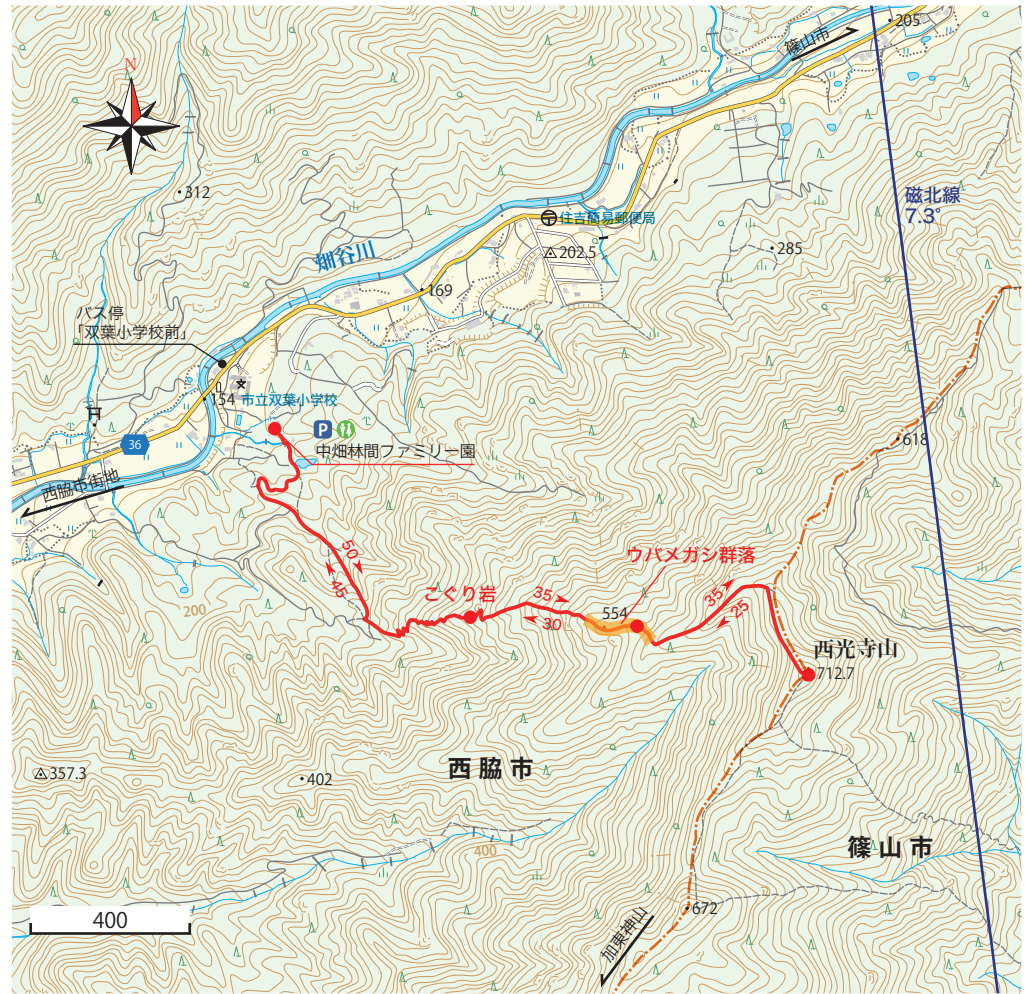 205
篠山市
N
312
磁北線
7.3°
住吉簡易郵便局
畑谷川
202.5
285
169
バス停
「双葉小学校前」
154
市立双葉小学校
P
中畑林間ファミリー園
618
36
西脇市街地
50
45
200
ウバメガシ群落
こぐり岩
35
30
554
35
25
西光寺山
712.7
357.3
402
西脇市
400
篠山市
400
672
加東神山